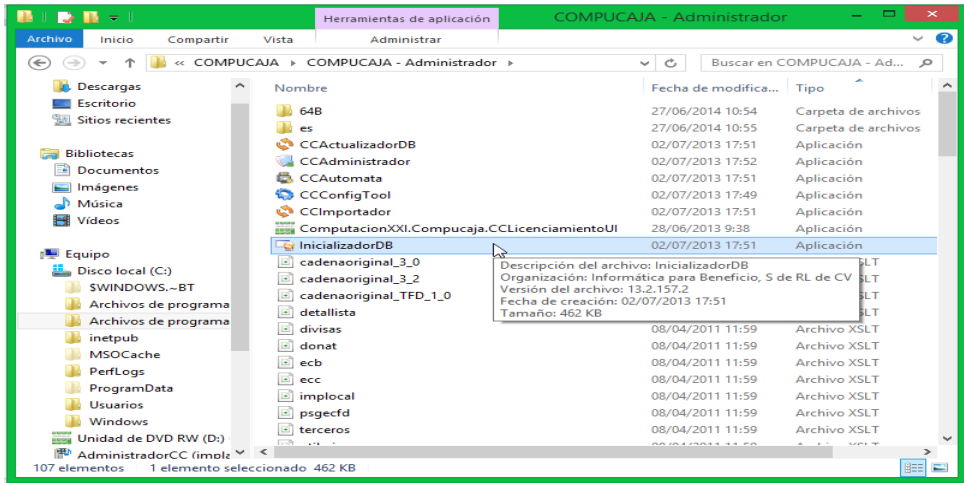 Herramientas de aplicación
COMPUCAJA - Administrador
Archivo Inicio Compartir Vista Administrar
« COMPUCAJA COMPUCAJA - Administrador Buscar en COMPUCAJA - Ad...
Descargas
Escritorio
Sitios recientes
Bibliotecas
Documentos
Imágenes
Música
Vídeos
Equipo
Disco local (C:)
$WINDOWS.~BT
Archivos de programa
Archivos de programa
inetpub
MSOCache
PerfLogs
ProgramData
Usuarios
Windows
Unidad de DVD RW (D:)
AdministradorCC (impla
Nombre Fecha de modifica... Tipo
64B 27/06/2014 10:54 Carpeta de archivos
es 27/06/2014 10:55 Carpeta de archivos
CCActualizadorDB 02/07/2013 17:51 Aplicación
CCAdministrador 02/07/2013 17:52 Aplicación
CCAutomata 02/07/2013 17:51 Aplicación
CCConfigTool 02/07/2013 17:49 Aplicación
CCImportador 02/07/2013 17:51 Aplicación
ComputacionXXI.Compucaja.CCLicenciamientoUI 28/06/2013 9:38 Aplicación
InicializadorDB 02/07/2013 17:51 Aplicación
cadenaoriginal_3_0
cadenaoriginal_3_2
cadenaoriginal_TFD_1_0
detallista
Descripción del archivo: InicializadorDB
Organización: Informática para Beneficio, S de RL de CV
Versión del archivo: 13.2.157.2
Fecha de creación: 02/07/2013 17:51
Tamaño: 462 KB
divisas 08/04/2011 11:59 Archivo XSLT
donat 08/04/2011 11:59 Archivo XSLT
ecb 08/04/2011 11:59 Archivo XSLT
ecc 08/04/2011 11:59 Archivo XSLT
implocal 08/04/2011 11:59 Archivo XSLT
psgecfd 08/04/2011 11:59 Archivo XSLT
terceros 08/04/2011 11:59 Archivo XSLT
107 elementos 1 elemento seleccionado 462 KB